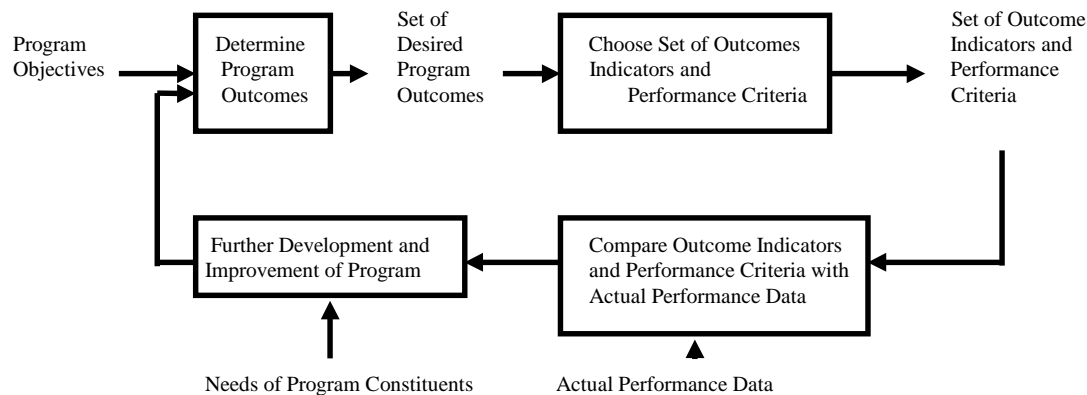 Program
Objectives
Determine
Program
Outcomes
Set of
Desired
Program
Outcomes
Choose Set of Outcomes
Indicators and
Performance Criteria
Set of Outcome
Indicators and
Performance
Criteria
Further Development and
Improvement of Program
Compare Outcome Indicators
and Performance Criteria with
Actual Performance Data
Needs of Program Constituents
Actual Performance Data